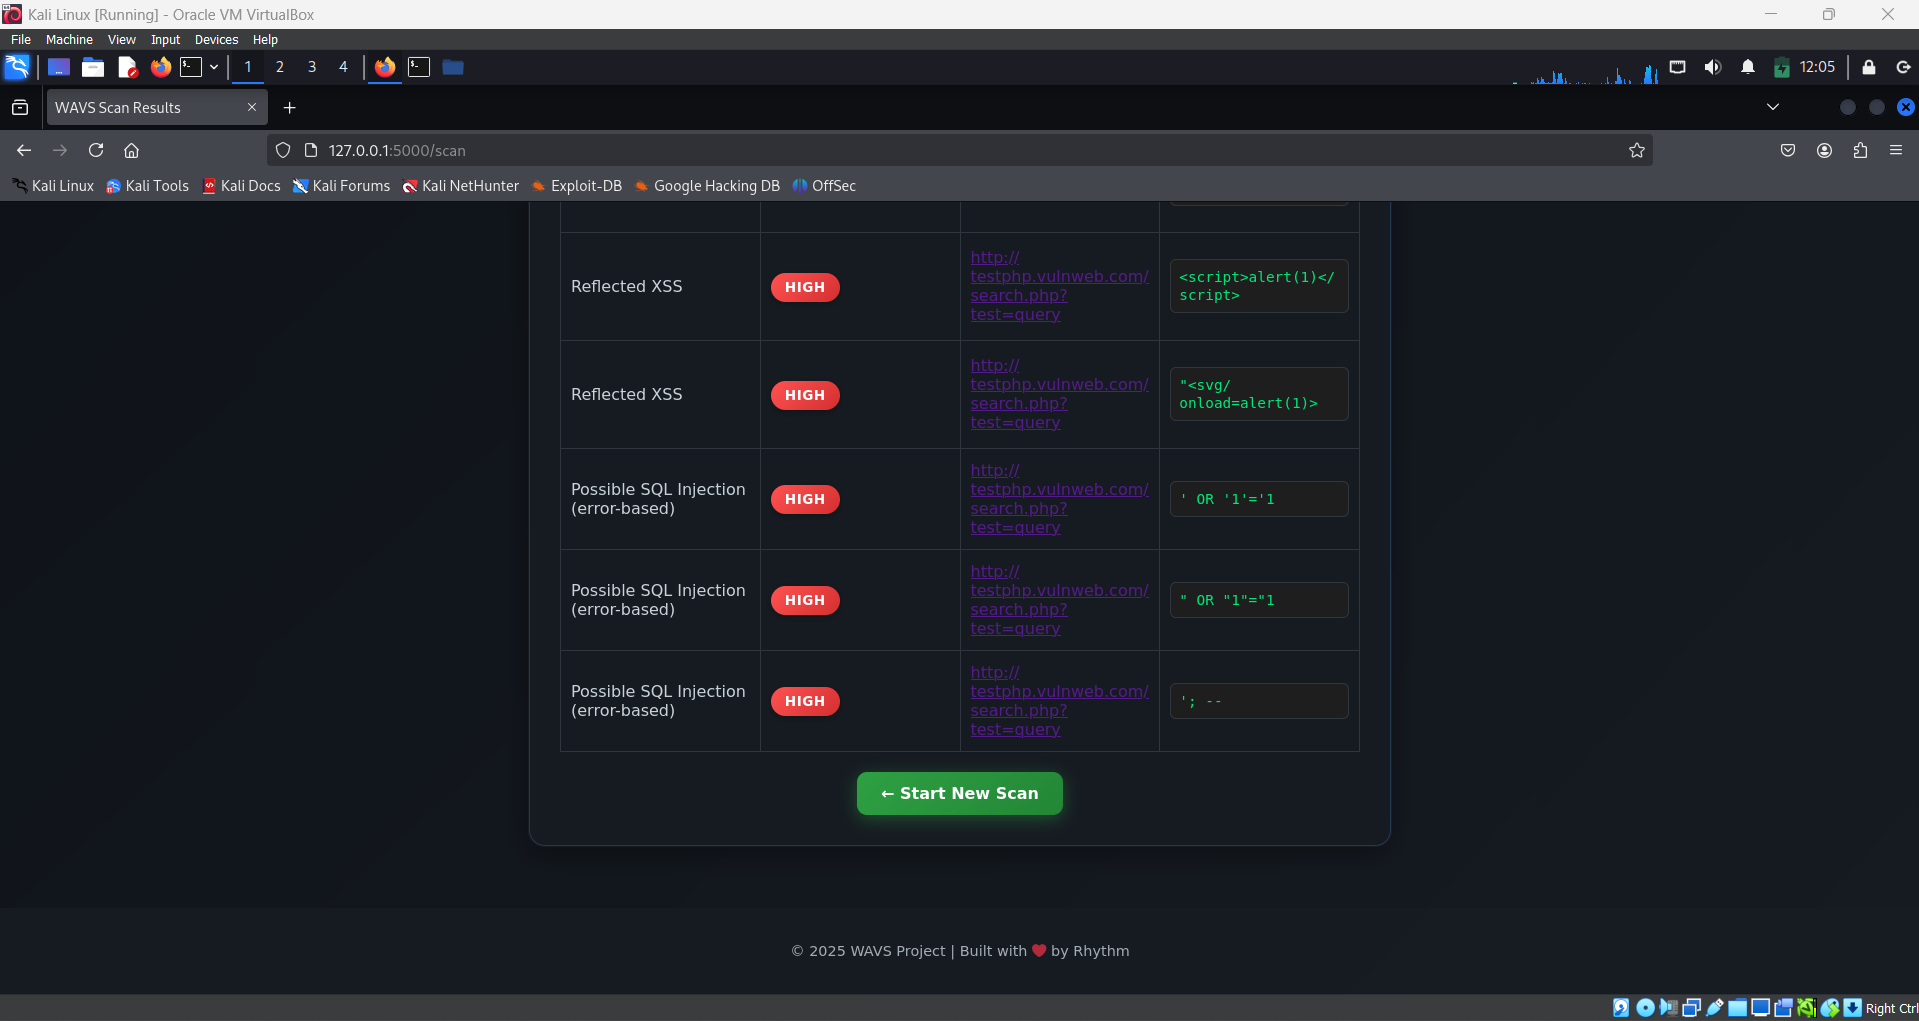 Kali Linux [Running] - Oracle VM VirtualBox
File Machine View Input Devices Help
1 2 3 4 12:05
WAVS Scan Results
127.0.0.1:5000/scan
Kali Linux Kali Tools Kali Docs Kali Forums Kali NetHunter Exploit-DB Google Hacking DB OffSec
Reflected XSS
HIGH
http://
testphp.vulnweb.com/
search.php?
test=query
<script>alert(1)</
script>
Reflected XSS
HIGH
http://
testphp.vulnweb.com/
search.php?
test=query
"<svg/
onload=alert(1)>
Possible SQL Injection
(error-based)
HIGH
http://
testphp.vulnweb.com/
search.php?
test=query
' OR '1'='1
Possible SQL Injection
(error-based)
HIGH
http://
testphp.vulnweb.com/
search.php?
test=query
" OR "1"="1
Possible SQL Injection
(error-based)
HIGH
http://
testphp.vulnweb.com/
search.php?
test=query
'; --
← Start New Scan
© 2025 WAVS Project | Built with ❤️ by Rhythm
Right Ctrl